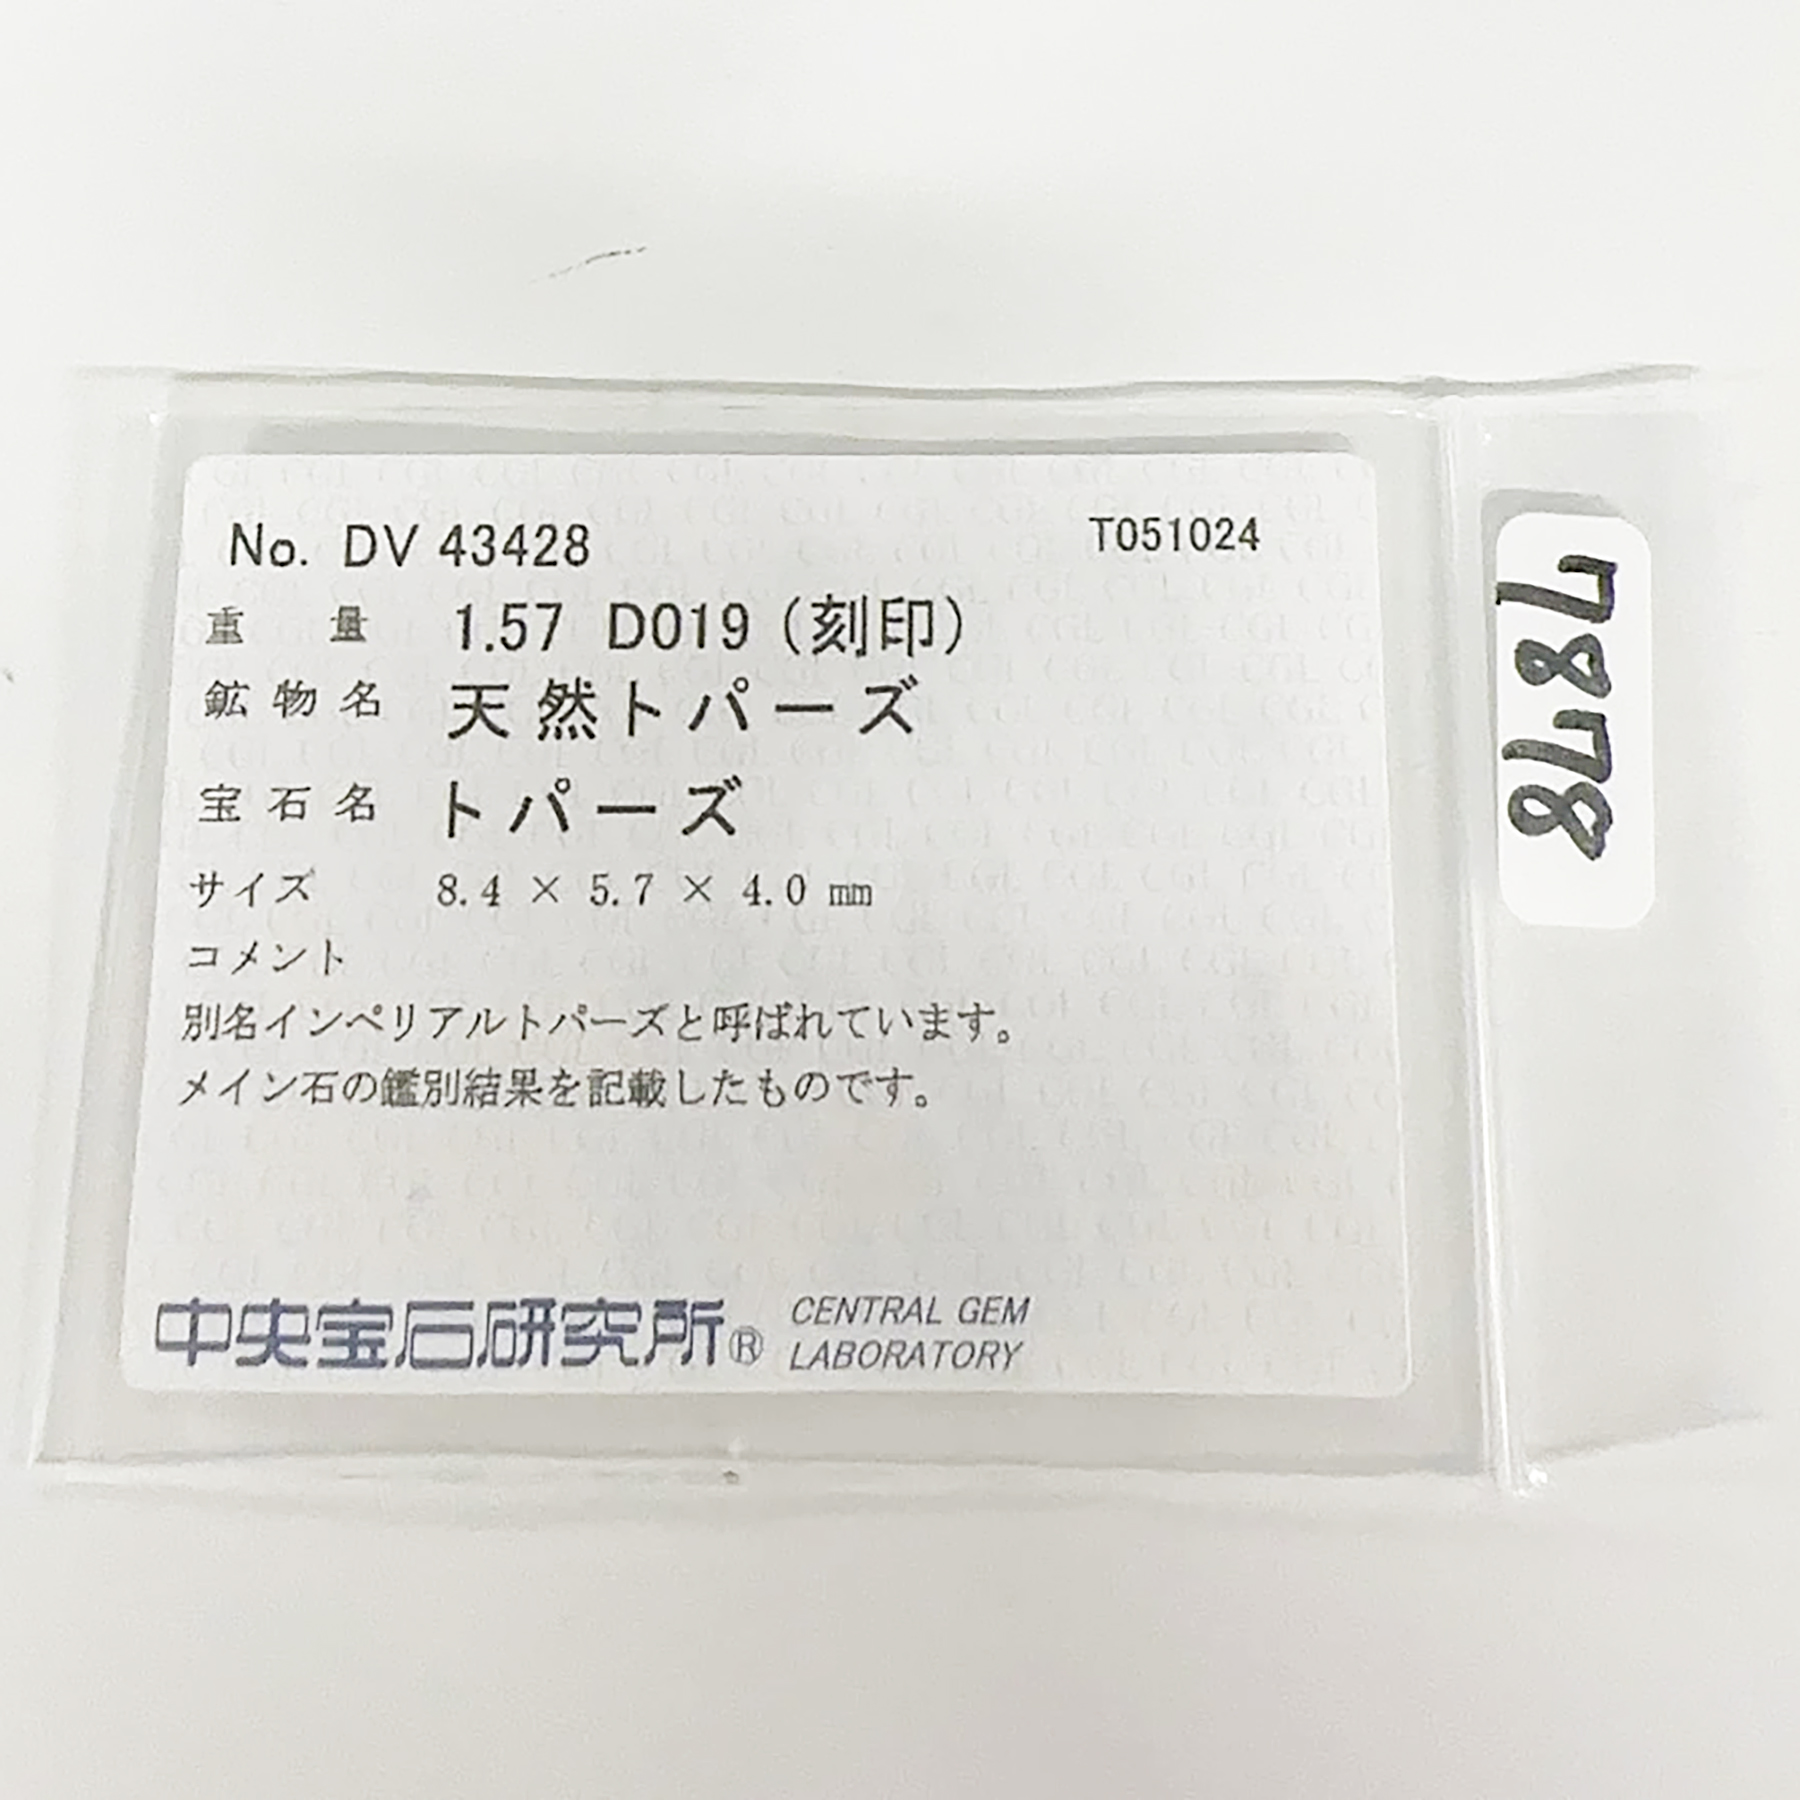 No. DV 43428 T051024
重量 1.57 D019 (刻印)
鉱物名 天然トパーズ
宝石名 トパーズ
サイズ 8.4 × 5.7 × 4.0 mm
コメント
別名インペリアルトパーズと呼ばれています。
メイン石の鑑別結果を記載したものです。
中央宝石研究所® CENTRAL GEM
LABORATORY
7878